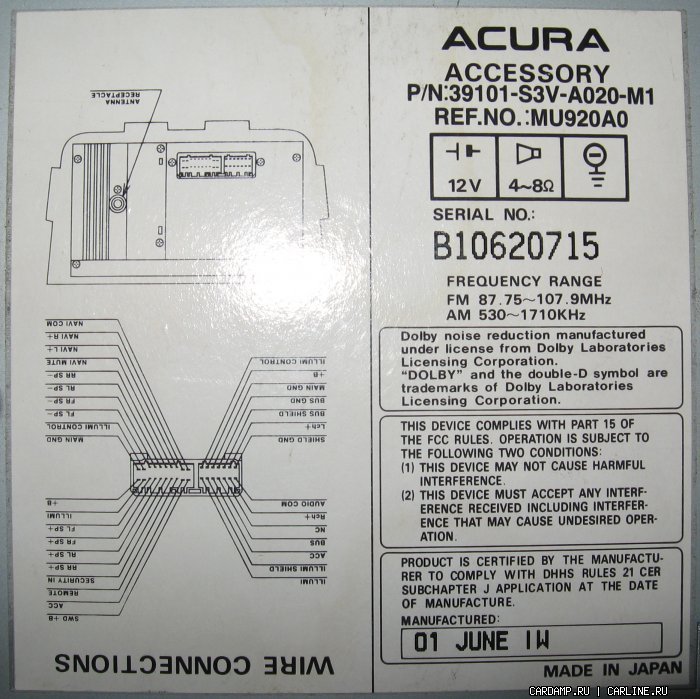 ACURA
ACCESSORY
P/N:39101-S3V-A020-M1
REF.NO.:MU920A0
12V
4~8Ω
SERIAL NO.:
B10620715
FREQUENCY RANGE
FM 87.75~107.9MHz
AM 530~1710KHz
Dolby noise reduction manufactured
under license from Dolby Laboratories
Licensing Corporation.
“DOLBY” and the double-D symbol are
trademarks of Dolby Laboratories
Licensing Corporation.
THIS DEVICE COMPLIES WITH PART 15 OF
THE FCC RULES. OPERATION IS SUBJECT TO
THE FOLLOWING TWO CONDITIONS:
(1) THIS DEVICE MAY NOT CAUSE HARMFUL
INTERFERENCE.
(2) THIS DEVICE MUST ACCEPT ANY INTERF-
ERENCE RECEIVED INCLUDING INTERFER-
ENCE THAT MAY CAUSE UNDESIRED OPER-
ATION.
PRODUCT IS CERTIFIED BY THE MANUFACTU-
RER TO COMPLY WITH DHHS RULES 21 CER
SUBCHAPTER J APPLICATION AT THE DATE
OF MANUFACTURE.
MANUFACTURED:
01 JUNE IW
MADE IN JAPAN
WIRE CONNECTIONS
ILLUMI
ILLUMI SHIELD
ACC
BUS
NC
Rch+
AUDIO COM
SHIELD GND
Lch+
BUS SHIELD
BUS GND
MAIN GND
+B
ILLUMI CONTROL
SWD +B
ACC
REMOTE
SECURITY IN
RR SP+
RL SP+
FR SP+
FL SP+
ILLUMI
+B
MAIN GND
ILLUMI CONTROL
FL SP-
FR SP-
RL SP-
RR SP-
NAVI MUTE
NAVI L+
NAVI R+
NAVI COM
ANTENNA
RECEPTACLE
CARDAMP.RU | CARLINE.RU